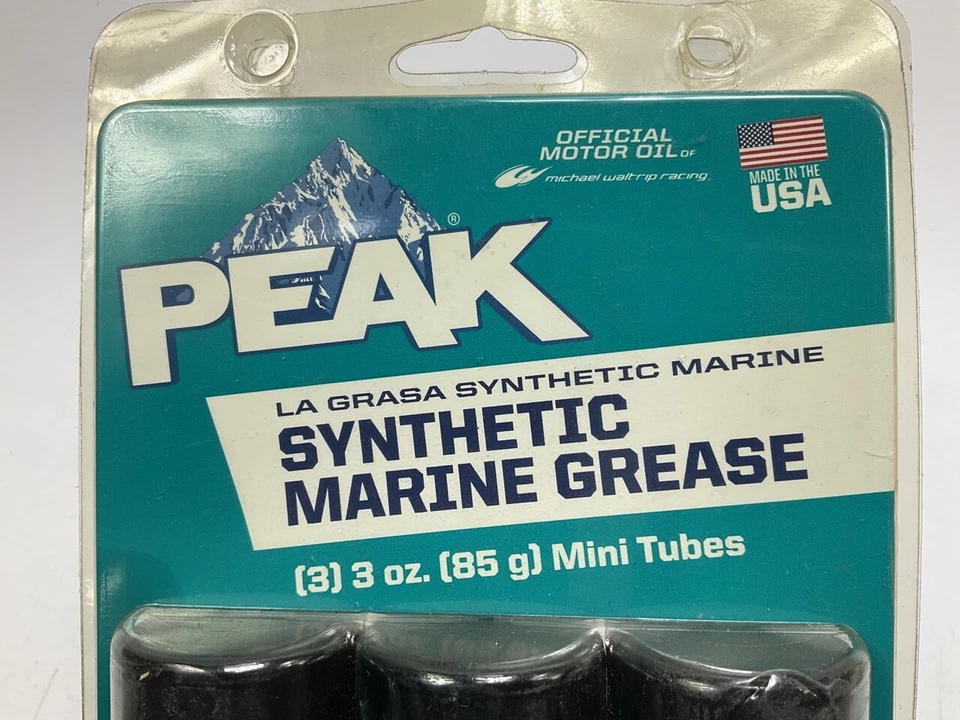 OFFICIAL
MOTOR OIL OF
michael waltrip racing
MADE IN THE
USA
PEAK®
LA GRASA SYNTHETIC MARINE
SYNTHETIC
MARINE GREASE
(3) 3 oz. (85 g) Mini Tubes